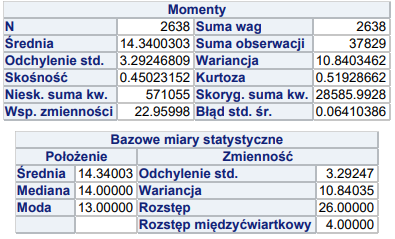 Momenty
N 2638 Suma wag 2638
Średnia 14.3400303 Suma obserwacji 37829
Odchylenie std. 3.29246809 Wariancja 10.8403462
Skośność 0.45023152 Kurtoza 0.51928662
Niesk. suma kw. 571055 Skoryg. suma kw. 28585.9928
Wsp. zmienności 22.95998 Błąd std. śr. 0.06410386
Bazowe miary statystyczne
Położenie Zmienność
Średnia 14.34003 Odchylenie std. 3.29247
Mediana 14.00000 Wariancja 10.84035
Moda 13.00000 Rozstęp 26.00000
Rozstęp międzyćwiartkowy 4.00000